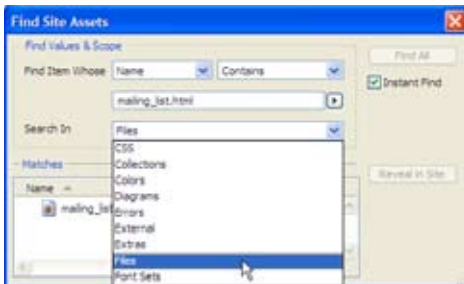 Find Site Assets
Find Values & Scope
Find All
Find Item Whose Name Contains
Instant Find
mailing_list.html
Search In Files
CSS
Collections
Matches
Colors
Reveal in Site
Diagrams
Name
Errors
mailing_list
External
Extras
Files
Font Sets